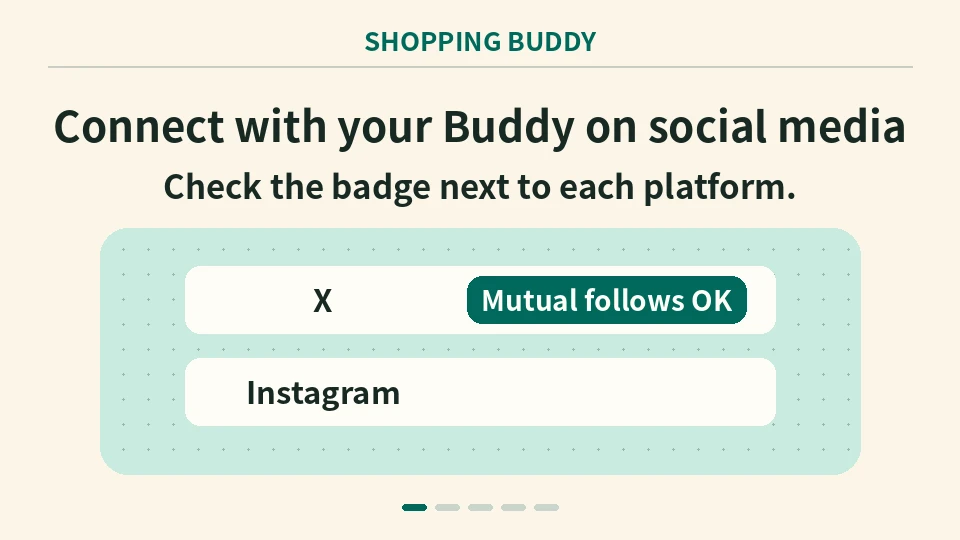 SHOPPING BUDDY
Connect with your Buddy on social media
Check the badge next to each platform.
X Mutual follows OK
Instagram